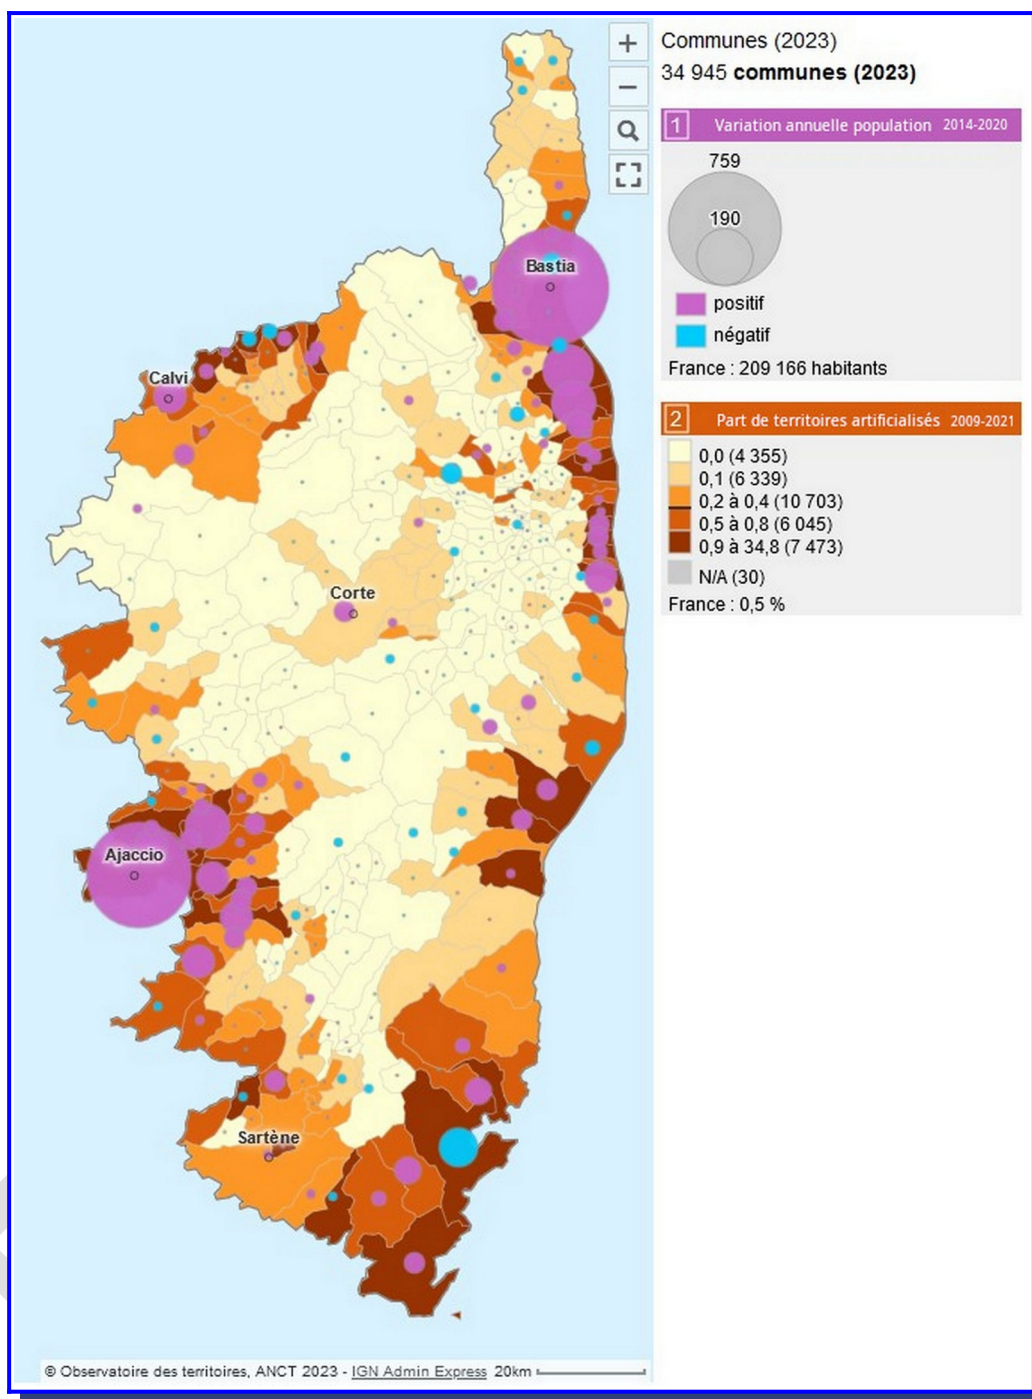 Communes (2023)
34 945 communes (2023)
1 Variation annuelle population 2014-2020
759
190
positif
négatif
France : 209 166 habitants
2 Part de territoires artificialisés 2009-2021
0,0 (4 355)
0,1 (6 339)
0,2 à 0,4 (10 703)
0,5 à 0,8 (6 045)
0,9 à 34,8 (7 473)
N/A (30)
France : 0,5 %
+
−
Bastia
Calvi
Corte
Ajaccio
Sartène
© Observatoire des territoires, ANCT 2023 - IGN Admin Express 20km